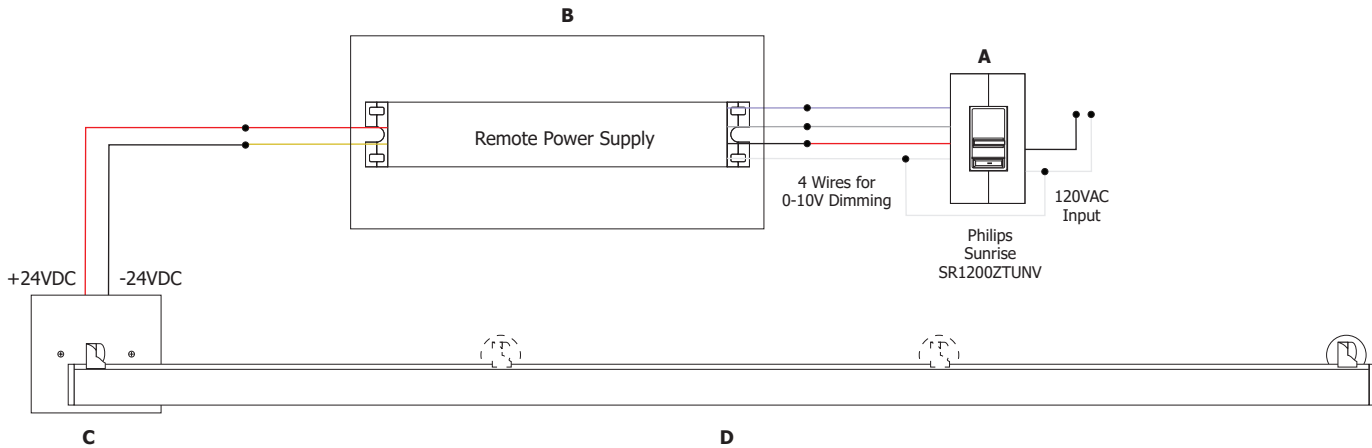 B
A
Remote Power Supply
4 Wires for
0-10V Dimming
120VAC
Input
Philips
Sunrise
SR1200ZTUNV
+24VDC
-24VDC
C
D